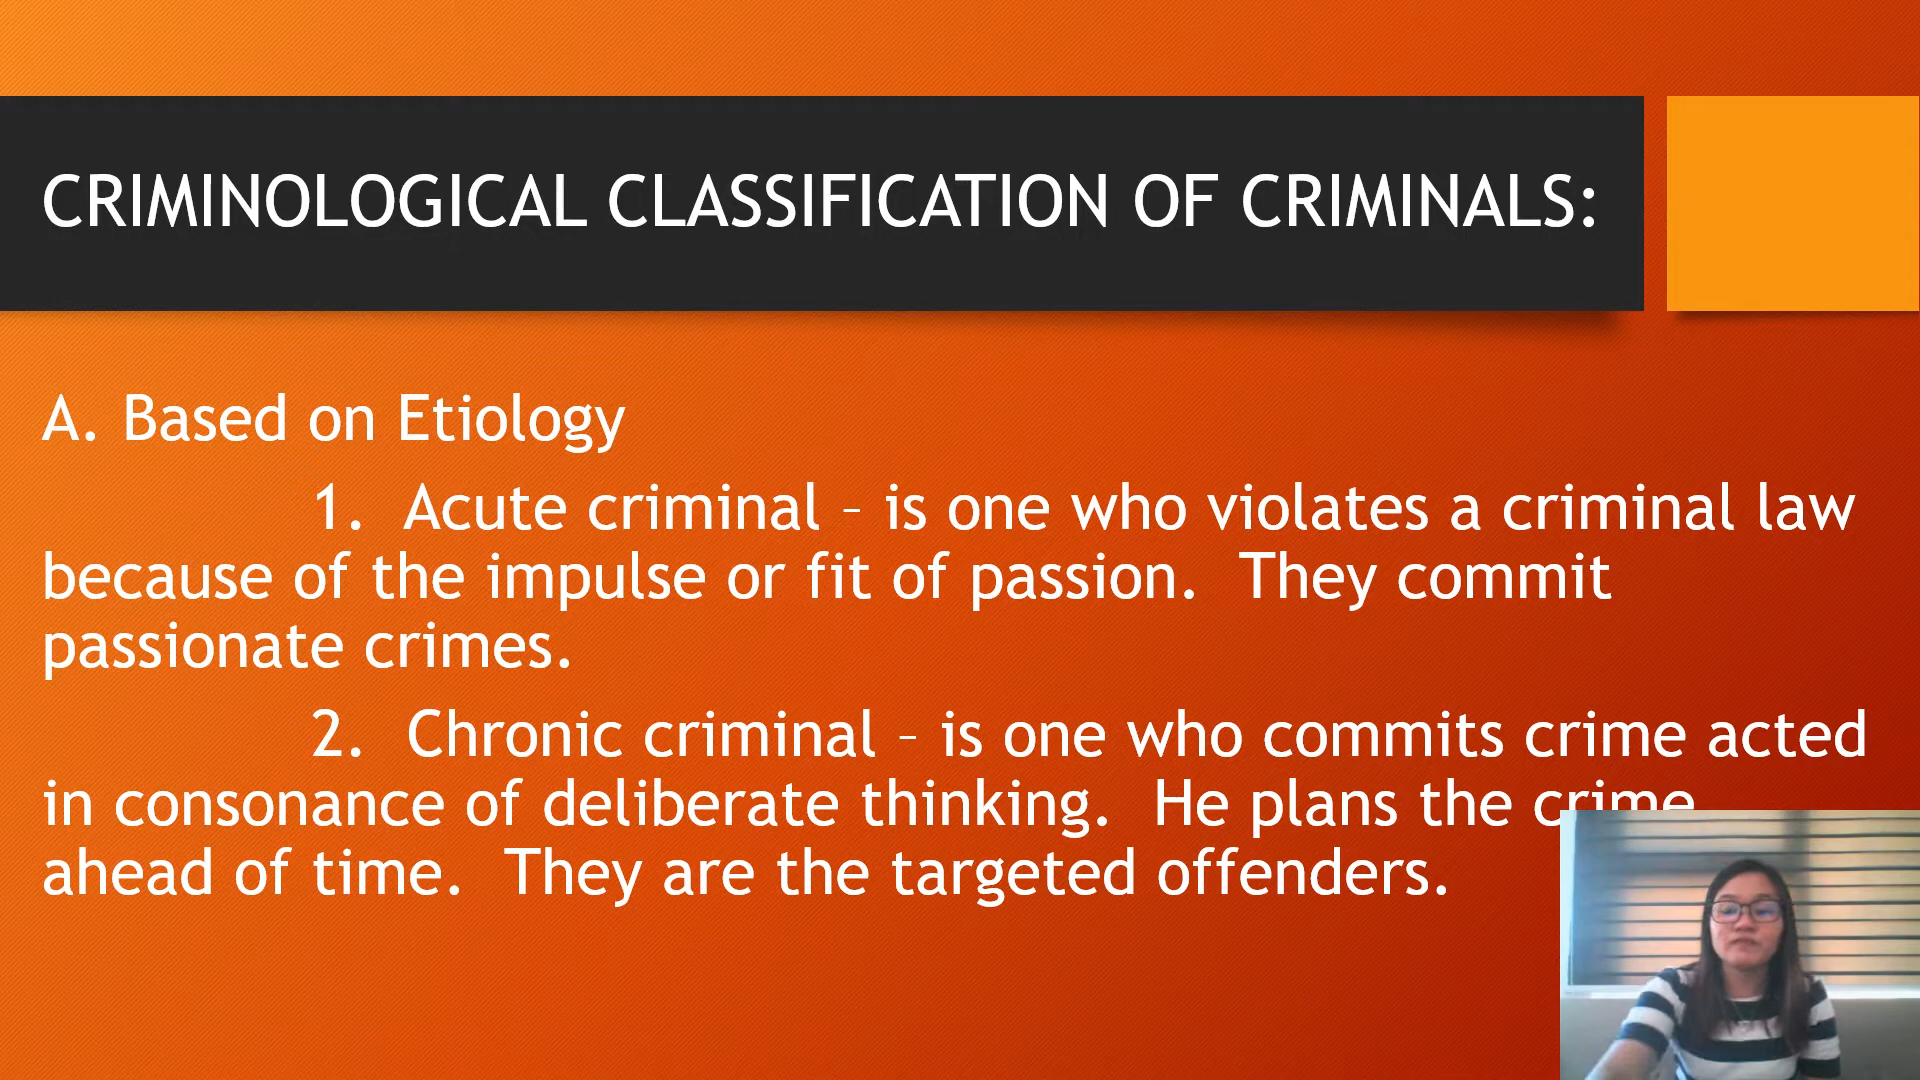 CRIMINOLOGICAL CLASSIFICATION OF CRIMINALS:
A. Based on Etiology
1. Acute criminal – is one who violates a criminal law
because of the impulse or fit of passion. They commit
passionate crimes.
2. Chronic criminal – is one who commits crime acted
in consonance of deliberate thinking. He plans the crime
ahead of time. They are the targeted offenders.